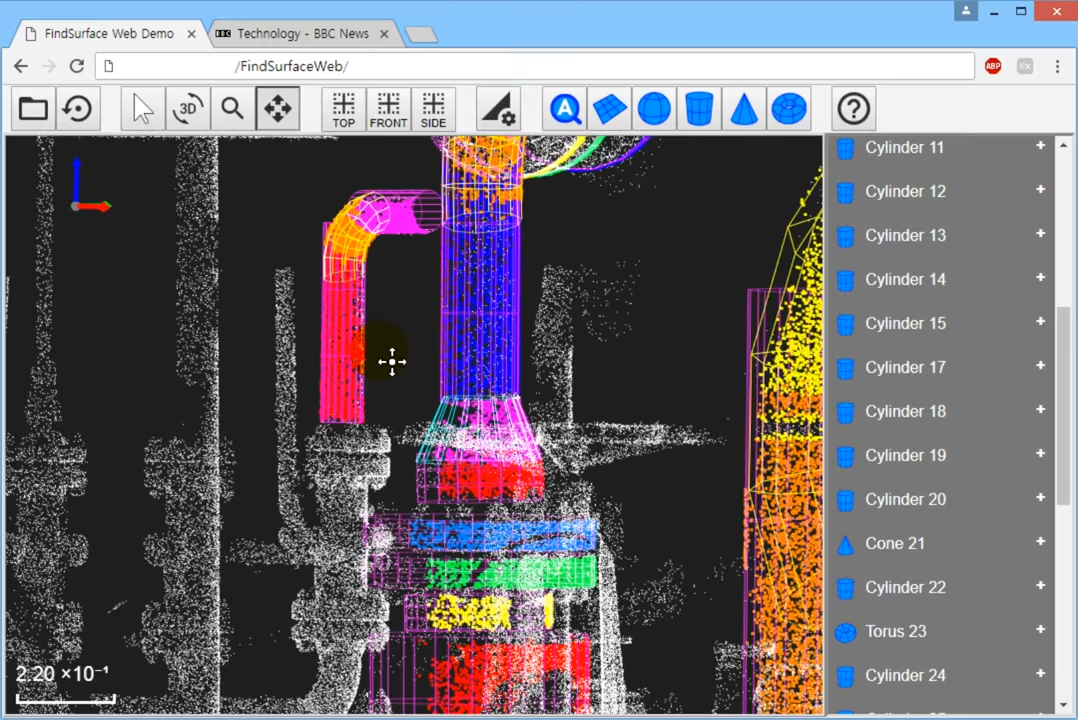 FindSurface Web Demo
BBC Technology - BBC News
/FindSurfaceWeb/
ABP
FX
3D
TOP
FRONT
SIDE
A
?
Cylinder 11
Cylinder 12
Cylinder 13
Cylinder 14
Cylinder 15
Cylinder 17
Cylinder 18
Cylinder 19
Cylinder 20
Cone 21
Cylinder 22
Torus 23
Cylinder 24
2.20 ×10⁻¹